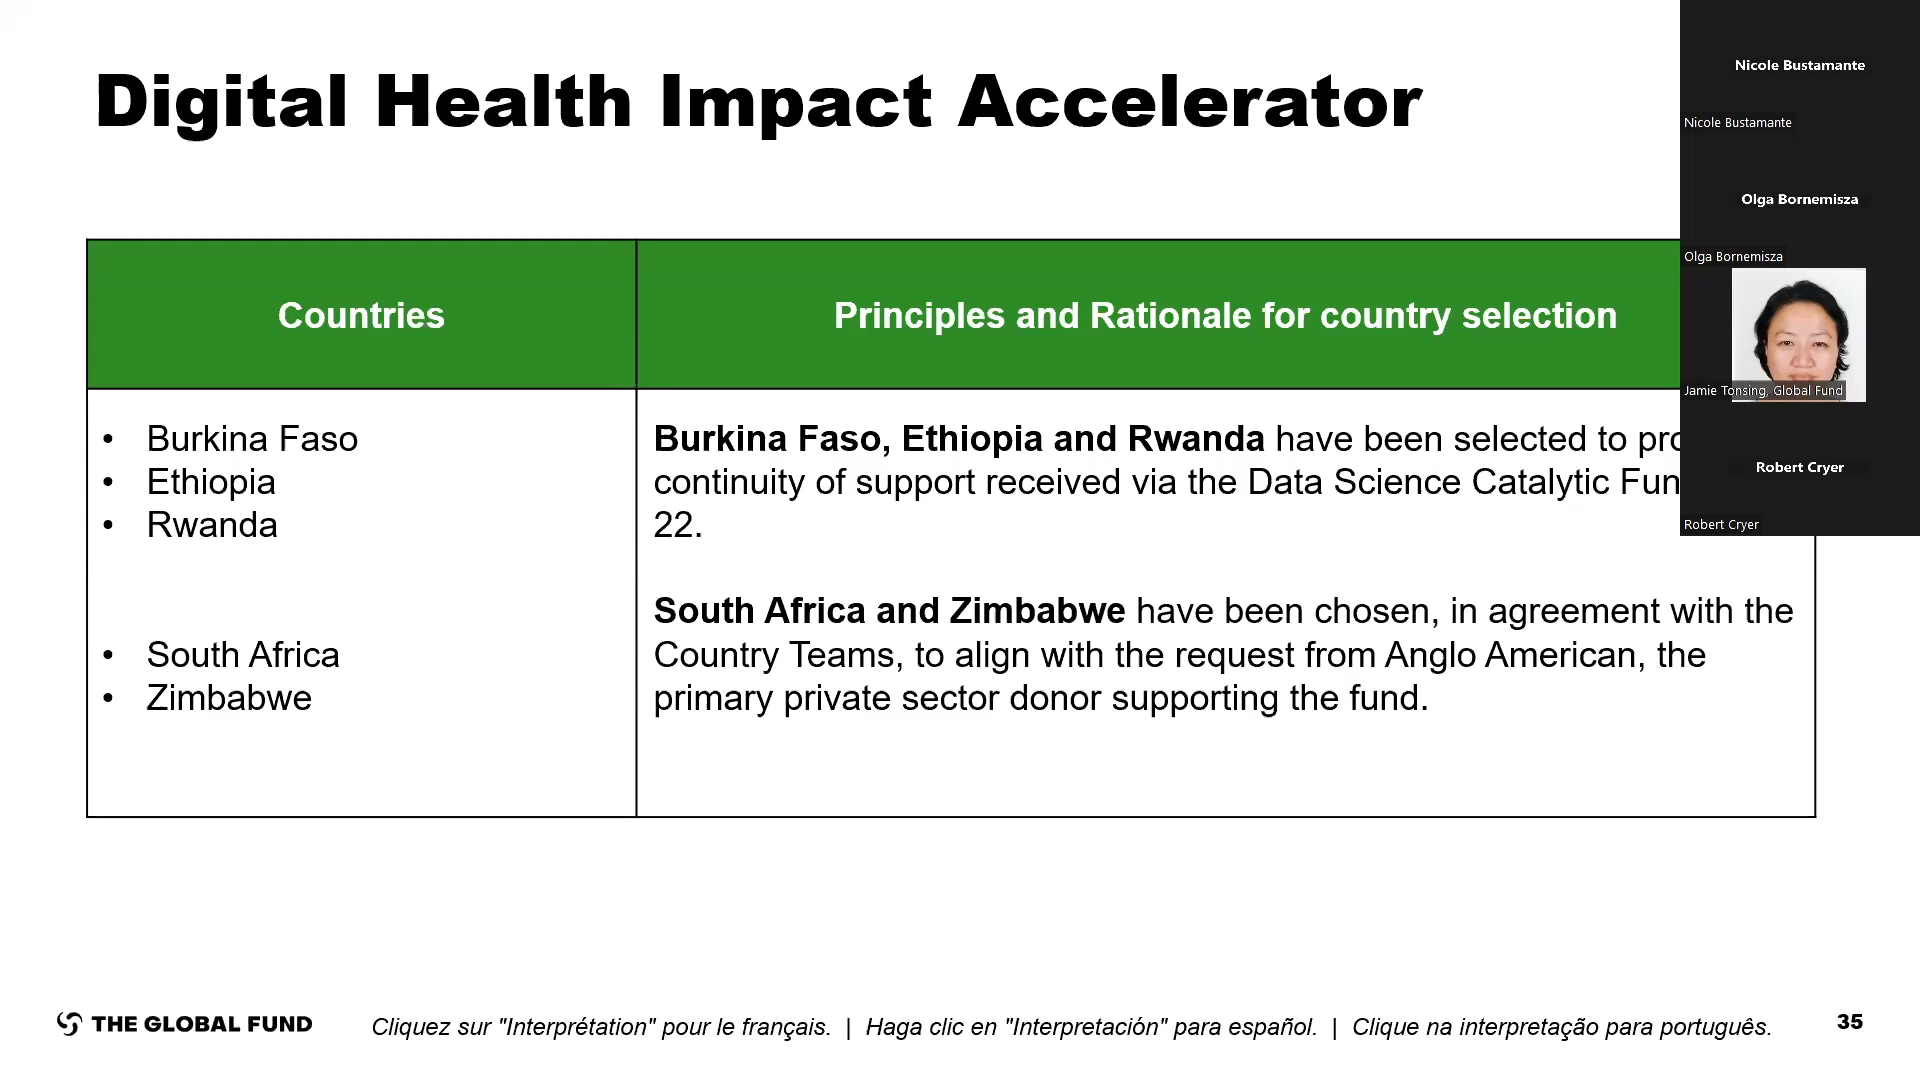 Digital Health Impact Accelerator
Countries
Principles and Rationale for country selection
• Burkina Faso
• Ethiopia
• Rwanda
• South Africa
• Zimbabwe
Burkina Faso, Ethiopia and Rwanda have been selected to
continuity of support received via the Data Science Catalytic
22.
South Africa and Zimbabwe have been chosen, in agreement with the
Country Teams, to align with the request from Anglo American, the
primary private sector donor supporting the fund.
Nicole Bustamante
Nicole Bustamante
Olga Bornemisza
Olga Bornemisza
Jamie Tonsing, Global Fund
Robert Cryer
Robert Cryer
THE GLOBAL FUND
Cliquez sur "Interprétation" pour le français. | Haga clic en "Interpretación" para español. | Clique na interpretação para português.
35